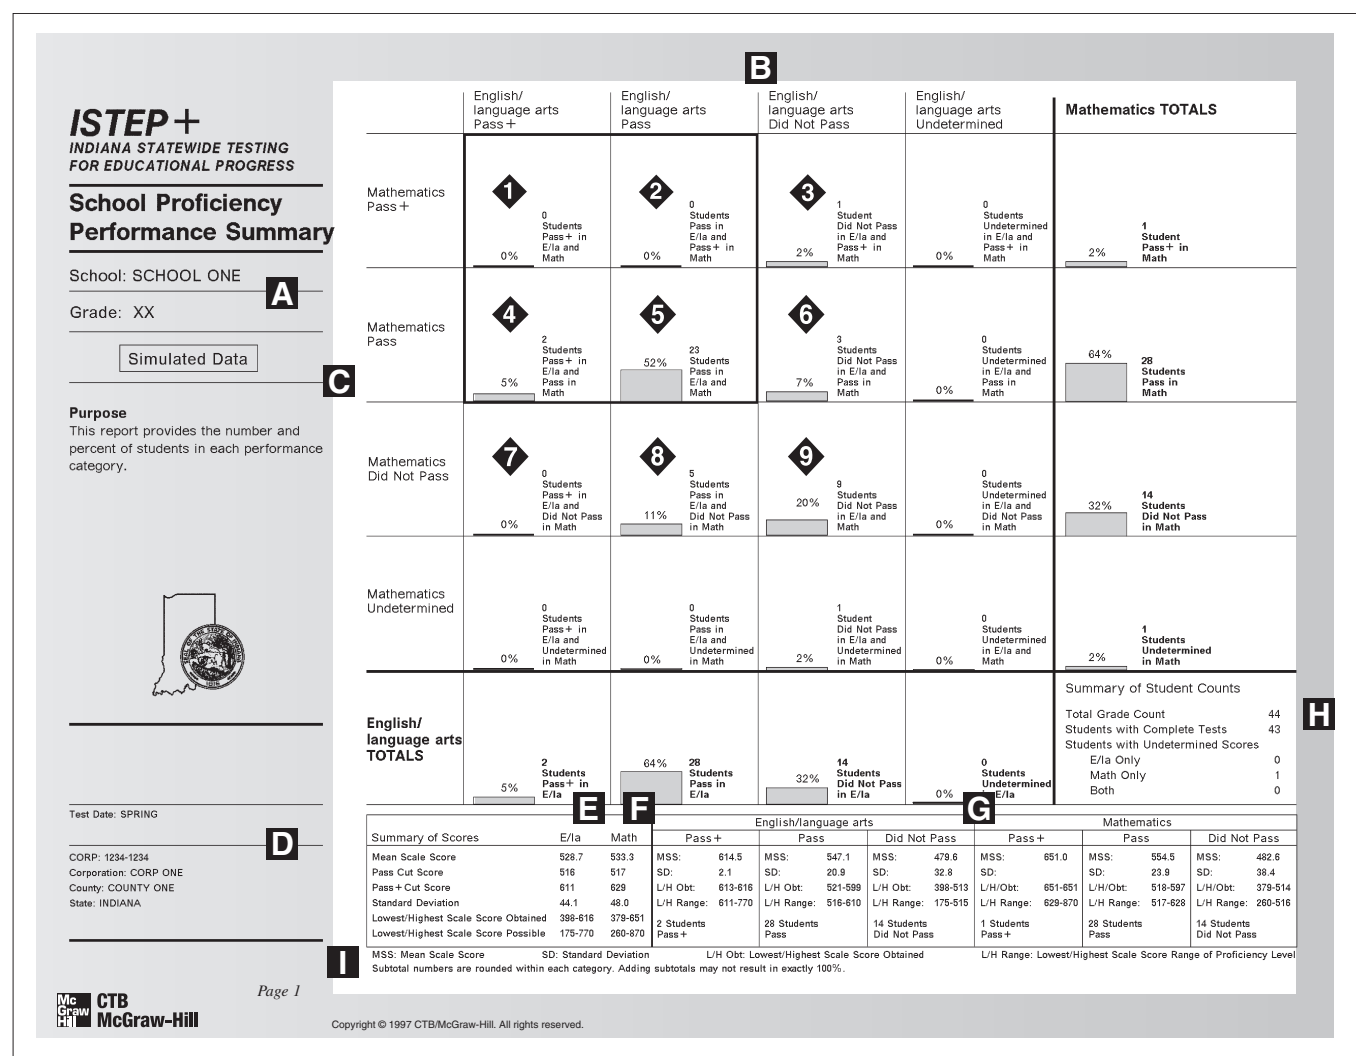 B
ISTEP+
INDIANA STATEWIDE TESTING
FOR EDUCATIONAL PROGRESS
School Proficiency
Performance Summary
School: SCHOOL ONE
A
Grade: XX
Simulated Data
C
Purpose
This report provides the number and
percent of students in each performance
category.
Test Date: SPRING
D
CORP: 1234-1234
Corporation: CORP ONE
County: COUNTY ONE
State: INDIANA
English/
language arts
Pass+
English/
language arts
Pass
English/
language arts
Did Not Pass
English/
language arts
Undetermined
Mathematics TOTALS
Mathematics
Pass+
1
0%
0
Students
Pass+ in
E/la and
Pass+ in
Math
2
0%
0
Students
Pass in
E/la and
Pass+ in
Math
3
2%
1
Student
Did Not Pass
in E/la and
Pass+ in
Math
0%
0
Students
Undetermined
in E/la and
Pass+ in
Math
2%
1
Student
Pass+ in
Math
Mathematics
Pass
4
5%
2
Students
Pass+ in
E/la and
Pass in
Math
5
52%
23
Students
Pass in
E/la and
Pass in
Math
6
7%
3
Students
Did Not Pass
in E/la and
Pass in
Math
0%
0
Students
Undetermined
in E/la and
Pass in
Math
64%
28
Students
Pass in
Math
Mathematics
Did Not Pass
7
0%
0
Students
Pass+ in
E/la and
Did Not Pass
in Math
8
11%
5
Students
Pass in
E/la and
Did Not Pass
in Math
9
20%
9
Students
Did Not Pass
in E/la and
Did Not Pass
in Math
0%
0
Students
Undetermined
in E/la and
Did Not Pass
in Math
32%
14
Students
Did Not Pass
in Math
Mathematics
Undetermined
0%
0
Students
Pass+ in
E/la and
Undetermined
in Math
0%
0
Students
Pass in
E/la and
Undetermined
in Math
2%
1
Student
Did Not Pass
in E/la and
Undetermined
in Math
0%
0
Students
Undetermined
in E/la and
Undetermined
in Math
2%
1
Students
Undetermined
in Math
English/
language arts
TOTALS
5%
2
Students
Pass+ in
E/la
64%
28
Students
Pass in
E/la
32%
14
Students
Did Not Pass
in E/la
0%
0
Students
Undetermined
E/la
Summary of Student Counts
H
Total Grade Count 44
Students with Complete Tests 43
Students with Undetermined Scores
E/la Only 0
Math Only 1
Both 0
E F G
English/language arts Mathematics
Summary of Scores E/la Math Pass+ Pass Did Not Pass Pass+ Pass Did Not Pass
Mean Scale Score 528.7 533.3 MSS: 614.5 MSS: 547.1 MSS: 479.6 MSS: 651.0 MSS: 554.5 MSS: 482.6
Pass Cut Score 516 517 SD: 2.1 SD: 20.9 SD: 32.8 SD: SD: 23.9 SD: 38.4
Pass+Cut Score 611 629 L/H Obt: 613-616 L/H Obt: 521-599 L/H Obt: 398-513 L/H/Obt: 651-651 L/H/Obt: 518-597 L/H/Obt: 379-514
Standard Deviation 44.1 48.0 L/H Range: 611-770 L/H Range: 516-610 L/H Range: 175-515 L/H Range: 629-870 L/H Range: 517-628 L/H Range: 260-516
Lowest/Highest Scale Score Obtained 398-616 379-651 2 Students 28 Students 14 Students 1 Students 28 Students 14 Students
Lowest/Highest Scale Score Possible 175-770 260-870 Pass+ Pass Did Not Pass Pass+ Pass Did Not Pass
I
MSS: Mean Scale Score SD: Standard Deviation L/H Obt: Lowest/Highest Scale Score Obtained L/H Range: Lowest/Highest Scale Score Range of Proficiency Level
Subtotal numbers are rounded within each category. Adding subtotals may not result in exactly 100%.
Page 1
Mc
Graw
Hill
CTB
McGraw-Hill
Copyright © 1997 CTB/McGraw-Hill. All rights reserved.